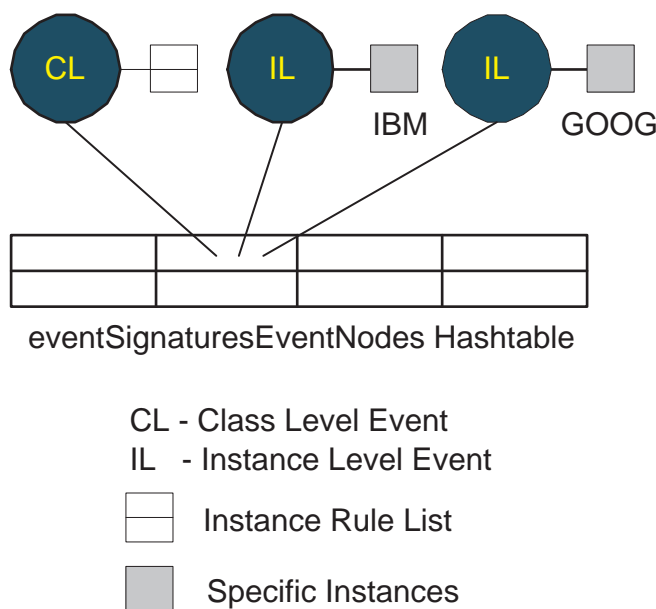 CL IL IL
IBM GOOG
eventSignaturesEventNodes Hashtable
CL - Class Level Event
IL - Instance Level Event
Instance Rule List
Specific Instances